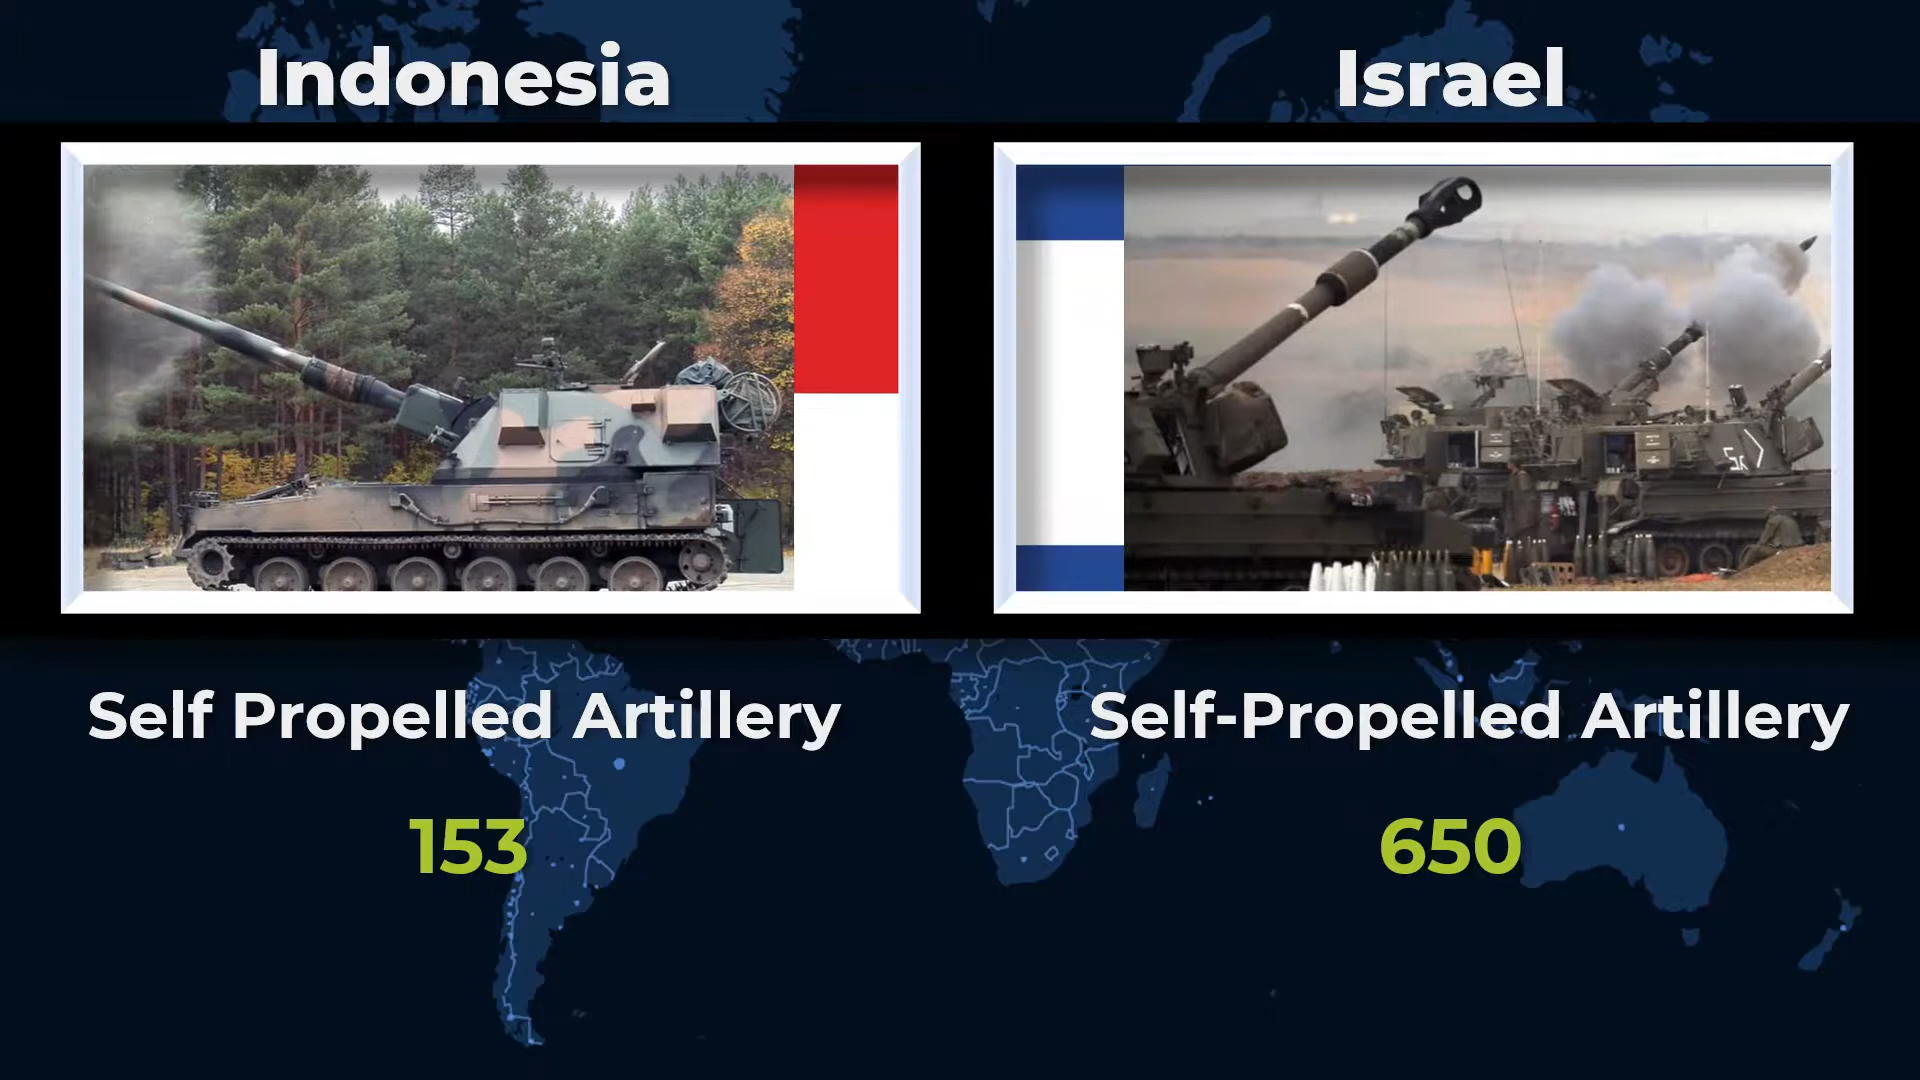 Indonesia
Israel
Self Propelled Artillery
Self-Propelled Artillery
153
650